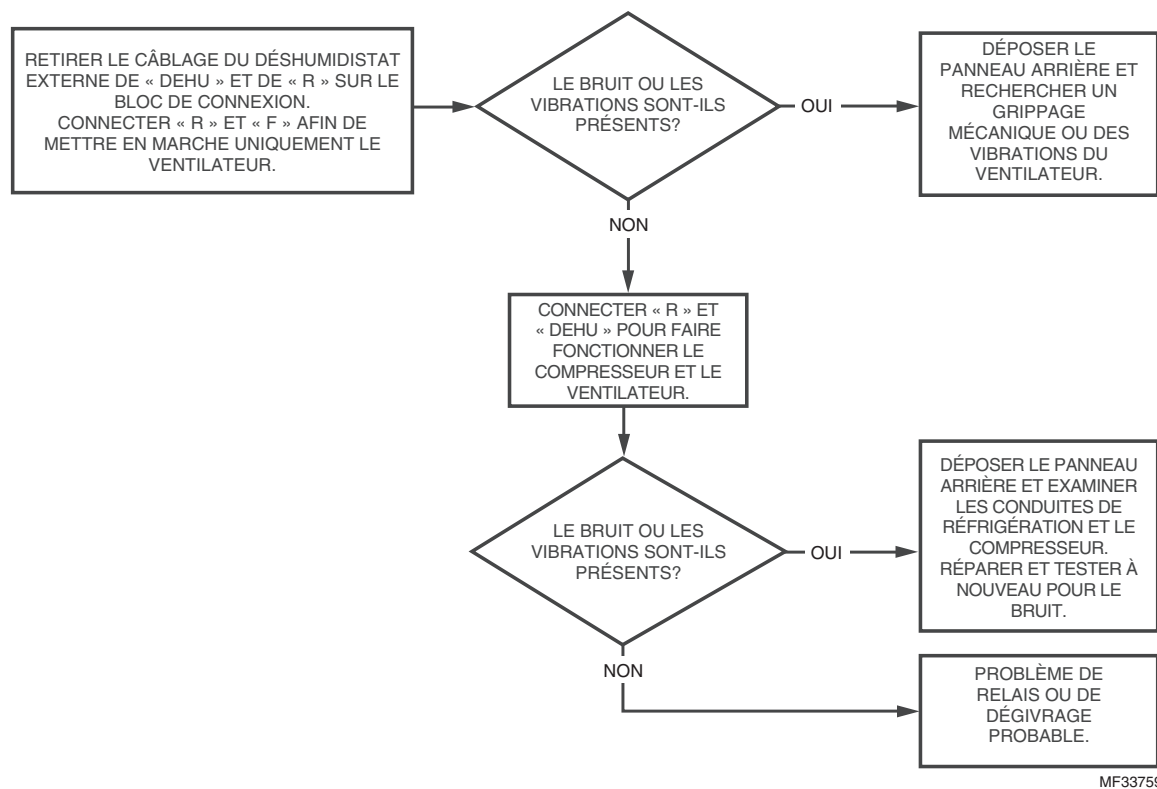 RETIRER LE CÂBLAGE DU DÉSHUMIDISTAT
EXTERNE DE « DEHU » ET DE « R » SUR LE
BLOC DE CONNEXION.
CONNECTER « R » ET « F » AFIN DE
METTRE EN MARCHE UNIQUEMENT LE
VENTILATEUR.
LE BRUIT OU LES
VIBRATIONS SONT-ILS
PRÉSENTS?
OUI
DÉPOSER LE
PANNEAU ARRIÈRE ET
RECHERCHER UN
GRIPPAGE
MÉCANIQUE OU DES
VIBRATIONS DU
VENTILATEUR.
NON
CONNECTER « R » ET
« DEHU » POUR FAIRE
FONCTIONNER LE
COMPRESSEUR ET LE
VENTILATEUR.
LE BRUIT OU LES
VIBRATIONS SONT-ILS
PRÉSENTS?
OUI
DÉPOSER LE PANNEAU
ARRIÈRE ET EXAMINER
LES CONDUITES DE
RÉFRIGÉRATION ET LE
COMPRESSEUR.
RÉPARER ET TESTER À
NOUVEAU POUR LE
BRUIT.
NON
PROBLÈME DE
RELAIS OU DE
DÉGIVRAGE
PROBABLE.
MF33759